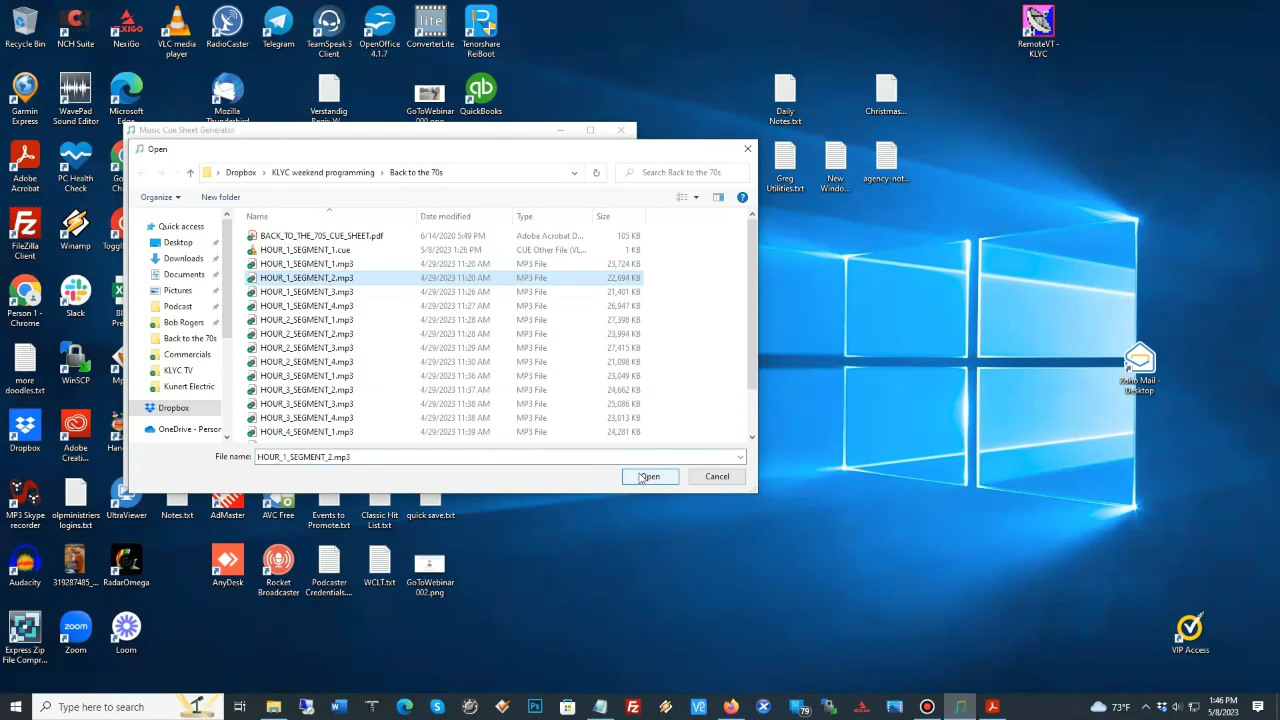 Recycle Bin
NCH Suite
NexiGo
VLC media player
RadioCaster
Telegram
TeamSpeak 3 Client
OpenOffice 4.1.7
ConverterLite
Tenorshare ReiBoot
RemoteVT - KLYC
Garmin Express
WavePad Sound Editor
Microsoft Edge
Mozilla Thunderbird
Verstandig
GoToWebinar
QuickBooks
Daily Notes.txt
Christmas...
Music Cue Sheet Generator
Open
Dropbox > KLYC weekend programming > Back to the 70s
Search Back to the 70s
Organize
New folder
Name
Date modified
Type
Size
Quick access
Desktop
Downloads
Documents
Pictures
Podcast
Bob Rogers
Back to the 70s
Commercials
KLYC TV
Kunert Electric
Dropbox
OneDrive - Person
BACK_TO_THE_70S_CUE_SHEET.pdf 6/14/2020 5:49 PM Adobe Acrobat D... 105 KB
HOUR_1_SEGMENT_1.cue 5/8/2023 1:26 PM CUE Other File (VL... 1 KB
HOUR_1_SEGMENT_1.mp3 4/29/2023 11:20 AM MP3 File 23,724 KB
HOUR_1_SEGMENT_2.mp3 4/29/2023 11:20 AM MP3 File 22,694 KB
HOUR_1_SEGMENT_3.mp3 4/29/2023 11:26 AM MP3 File 21,401 KB
HOUR_1_SEGMENT_4.mp3 4/29/2023 11:27 AM MP3 File 26,947 KB
HOUR_2_SEGMENT_1.mp3 4/29/2023 11:28 AM MP3 File 27,398 KB
HOUR_2_SEGMENT_2.mp3 4/29/2023 11:28 AM MP3 File 23,994 KB
HOUR_2_SEGMENT_3.mp3 4/29/2023 11:29 AM MP3 File 27,415 KB
HOUR_2_SEGMENT_4.mp3 4/29/2023 11:30 AM MP3 File 21,098 KB
HOUR_3_SEGMENT_1.mp3 4/29/2023 11:36 AM MP3 File 23,049 KB
HOUR_3_SEGMENT_2.mp3 4/29/2023 11:37 AM MP3 File 24,662 KB
HOUR_3_SEGMENT_3.mp3 4/29/2023 11:38 AM MP3 File 25,086 KB
HOUR_3_SEGMENT_4.mp3 4/29/2023 11:38 AM MP3 File 23,013 KB
HOUR_4_SEGMENT_1.mp3 4/29/2023 11:39 AM MP3 File 24,281 KB
File name: HOUR_1_SEGMENT_2.mp3
Open
Cancel
Adobe Acrobat
PC Health Check
Greg Utilities.txt
New Windo...
agency-not...
FileZilla Client
Winamp
Person 1 - Chrome
Slack
more doodles.txt
WinSCP
Zoho Mail - Desktop
Dropbox
Adobe Creati...
MP3 Skype recorder
olpministries logins.txt
UltraViewer
Notes.txt
AdMaster
AVC Free
Events to Promote.txt
Classic Hit List.txt
quick save.txt
Audacity
319287485_...
RadarOmega
AnyDesk
Rocket Broadcaster
Podcaster Credentials....
WCLT.txt
GoToWebinar 002.png
Express Zip File Compr...
zoom
Zoom
Loom
VIP Access
Type here to search
79
73°F
1:46 PM
5/8/2023